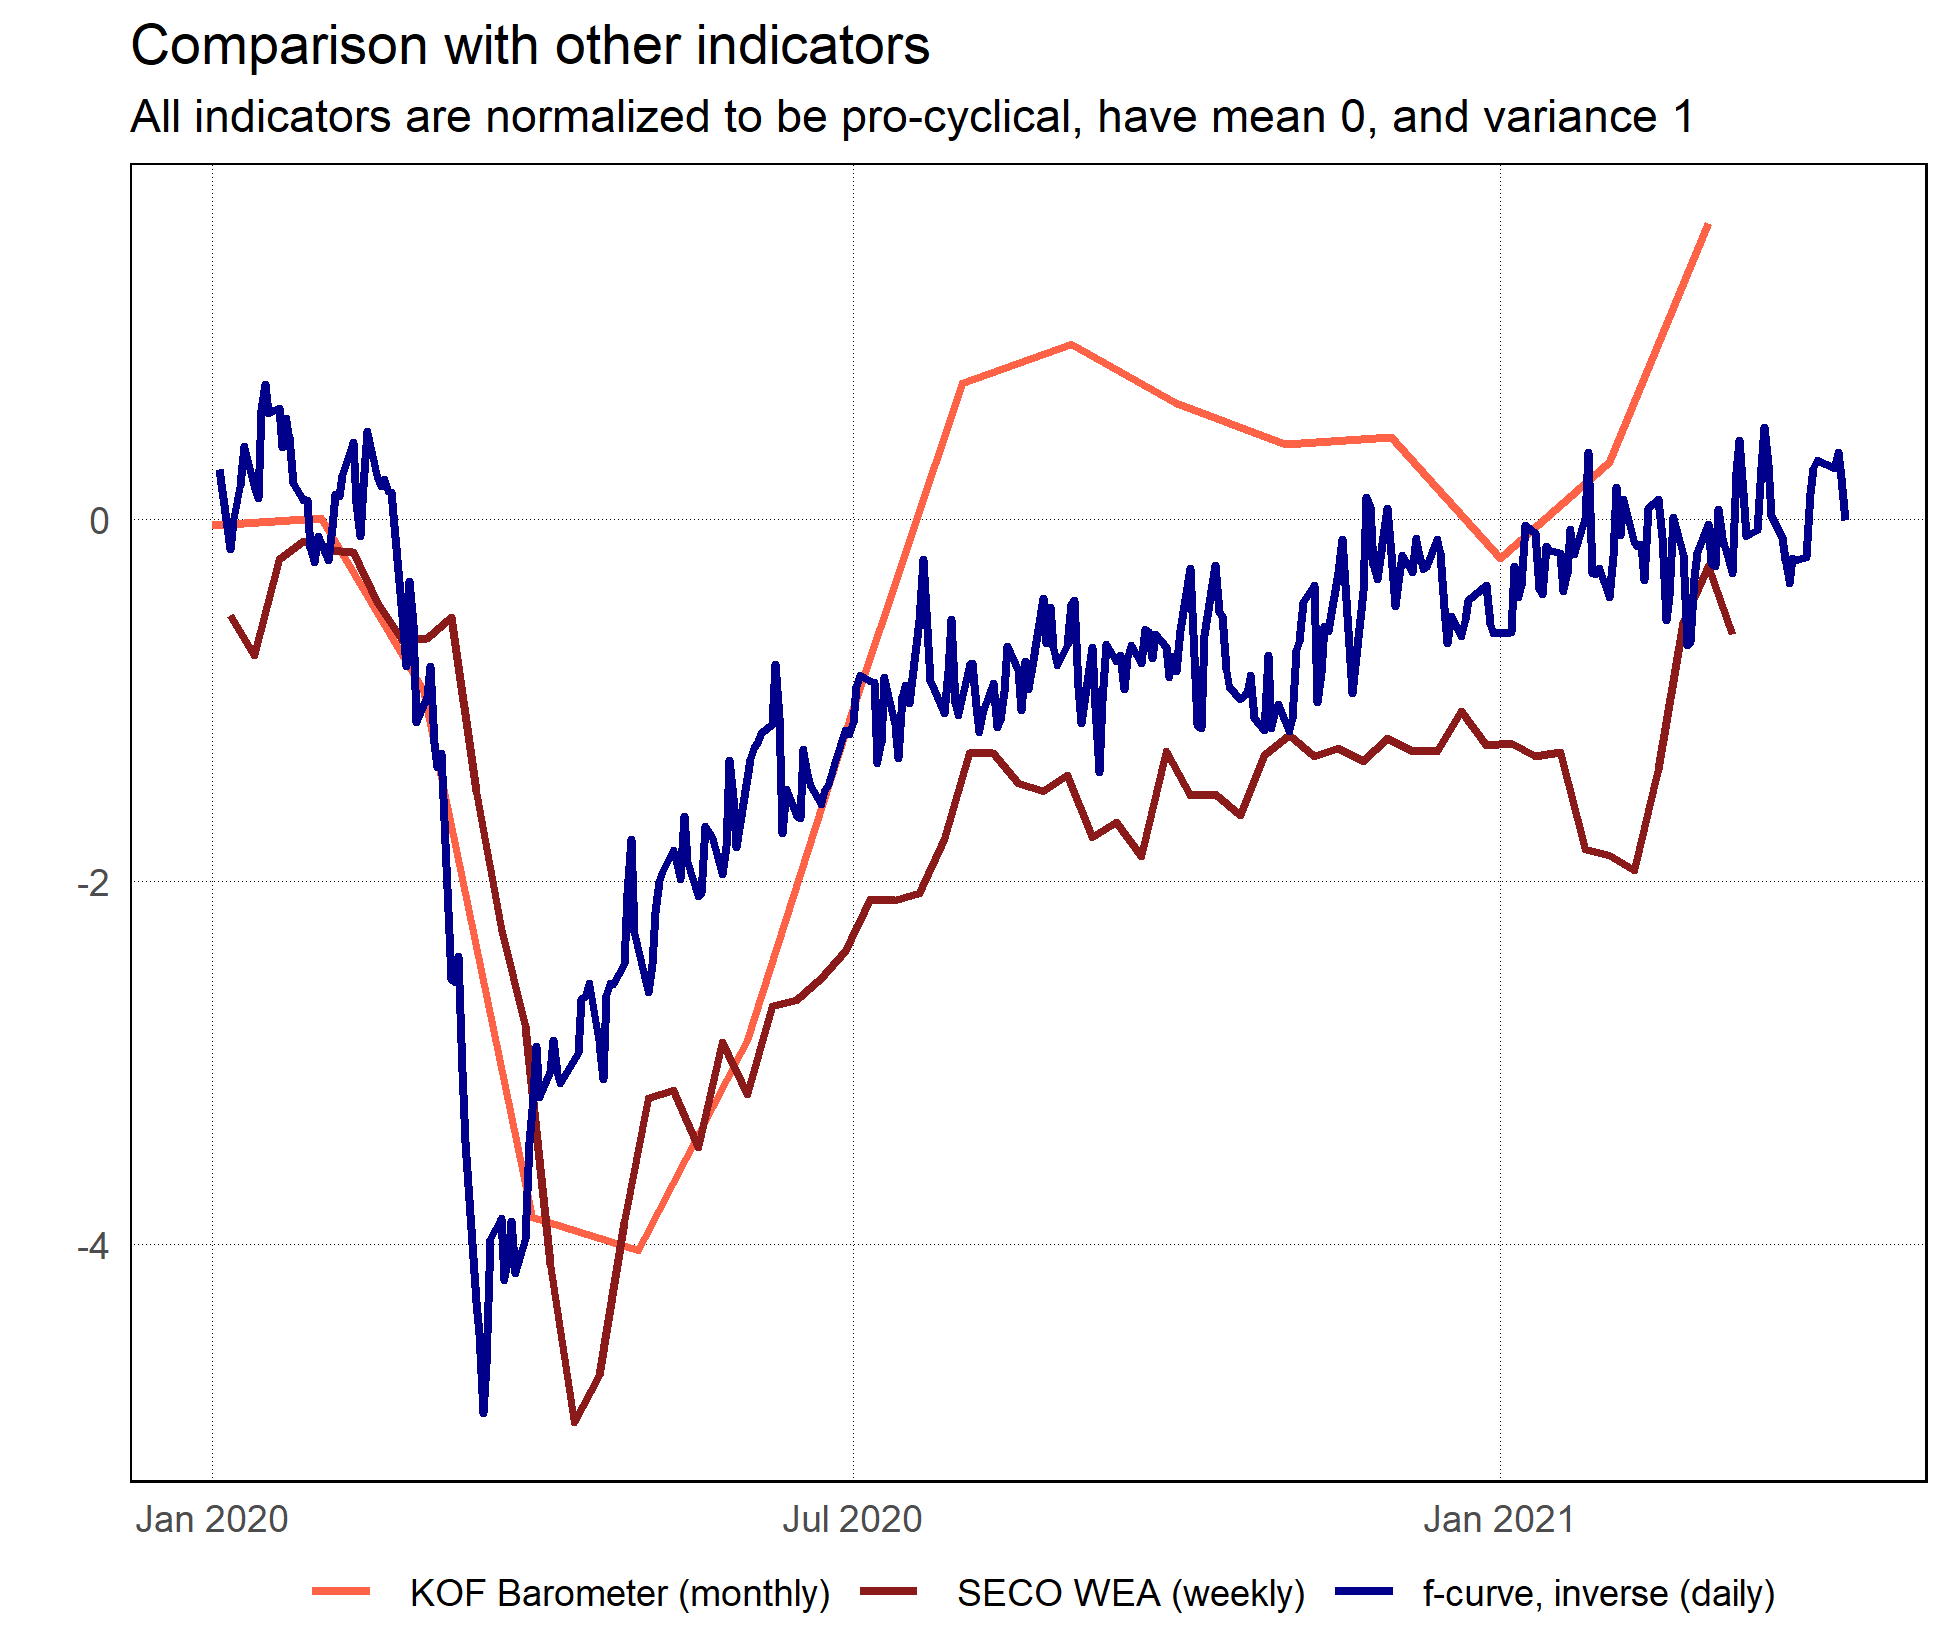 Comparison with other indicators
All indicators are normalized to be pro-cyclical, have mean 0, and variance 1
0
-2
-4
Jan 2020 Jul 2020 Jan 2021
KOF Barometer (monthly) SECO WEA (weekly) f-curve, inverse (daily)